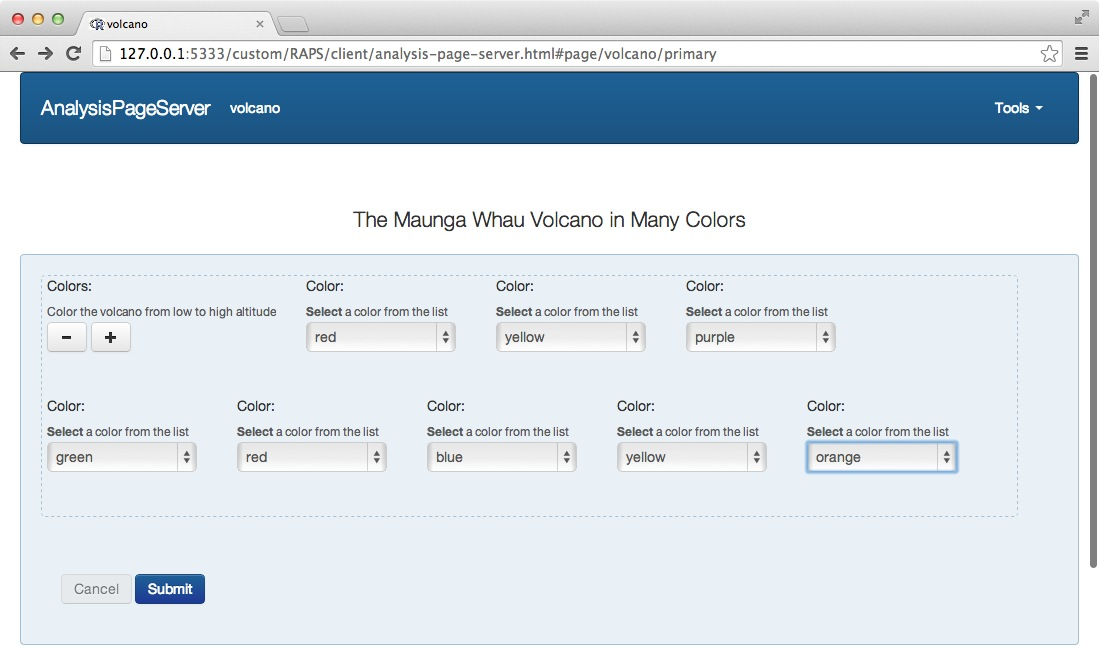 volcano
127.0.0.1:5333/custom/RAPS/client/analysis-page-server.html#page/volcano/primary
AnalysisPageServer volcano Tools
The Maunga Whau Volcano in Many Colors
Colors: Color: Color: Color:
Color the volcano from low to high altitude Select a color from the list Select a color from the list Select a color from the list
- + red yellow purple
Color: Color: Color: Color: Color:
Select a color from the list Select a color from the list Select a color from the list Select a color from the list Select a color from the list
green red blue yellow orange
Cancel Submit